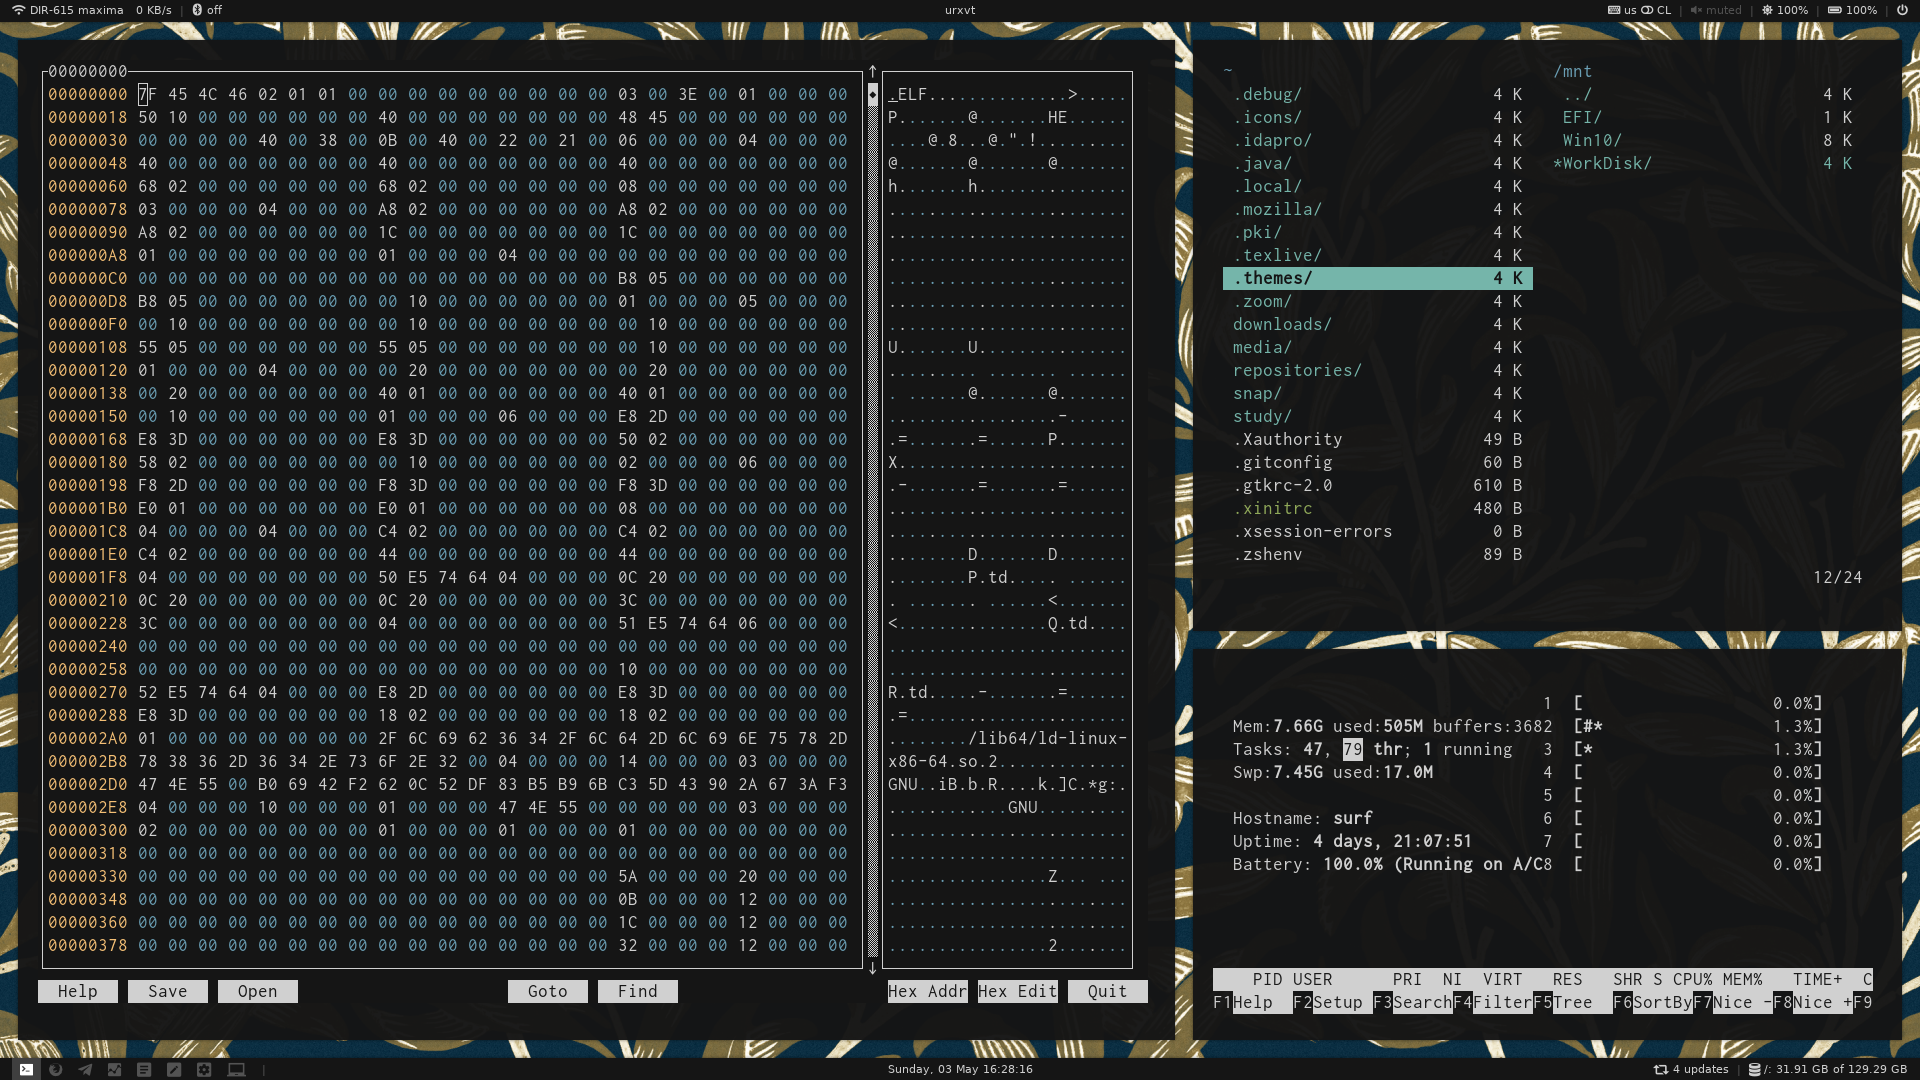 DIR-615 maxima 0 KB/s | off
urxvt
us CL | muted | 100% | 100% |
00000000
00000000 7F 45 4C 46 02 01 01 00 00 00 00 00 00 00 00 00 03 00 3E 00 01 00 00 00
00000018 50 10 00 00 00 00 00 00 40 00 00 00 00 00 00 00 48 45 00 00 00 00 00 00
00000030 00 00 00 00 40 00 38 00 0B 00 40 00 22 00 21 00 06 00 00 00 04 00 00 00
00000048 40 00 00 00 00 00 00 00 40 00 00 00 00 00 00 00 40 00 00 00 00 00 00 00
00000060 68 02 00 00 00 00 00 00 68 02 00 00 00 00 00 00 08 00 00 00 00 00 00 00
00000078 03 00 00 00 04 00 00 00 A8 02 00 00 00 00 00 00 A8 02 00 00 00 00 00 00
00000090 A8 02 00 00 00 00 00 00 1C 00 00 00 00 00 00 00 1C 00 00 00 00 00 00 00
000000A8 01 00 00 00 00 00 00 00 01 00 00 00 04 00 00 00 00 00 00 00 00 00 00 00
000000C0 00 00 00 00 00 00 00 00 00 00 00 00 00 00 00 00 B8 05 00 00 00 00 00 00
000000D8 B8 05 00 00 00 00 00 00 00 10 00 00 00 00 00 00 01 00 00 00 05 00 00 00
000000F0 00 10 00 00 00 00 00 00 00 10 00 00 00 00 00 00 00 10 00 00 00 00 00 00
00000108 55 05 00 00 00 00 00 00 55 05 00 00 00 00 00 00 00 10 00 00 00 00 00 00
00000120 01 00 00 00 04 00 00 00 00 20 00 00 00 00 00 00 00 20 00 00 00 00 00 00
00000138 00 20 00 00 00 00 00 00 40 01 00 00 00 00 00 00 40 01 00 00 00 00 00 00
00000150 00 10 00 00 00 00 00 00 01 00 00 00 06 00 00 00 E8 2D 00 00 00 00 00 00
00000168 E8 3D 00 00 00 00 00 00 E8 3D 00 00 00 00 00 00 50 02 00 00 00 00 00 00
00000180 58 02 00 00 00 00 00 00 00 10 00 00 00 00 00 00 02 00 00 00 06 00 00 00
00000198 F8 2D 00 00 00 00 00 00 F8 3D 00 00 00 00 00 00 F8 3D 00 00 00 00 00 00
000001B0 E0 01 00 00 00 00 00 00 E0 01 00 00 00 00 00 00 08 00 00 00 00 00 00 00
000001C8 04 00 00 00 04 00 00 00 C4 02 00 00 00 00 00 00 C4 02 00 00 00 00 00 00
000001E0 C4 02 00 00 00 00 00 00 44 00 00 00 00 00 00 00 44 00 00 00 00 00 00 00
000001F8 04 00 00 00 00 00 00 00 50 E5 74 64 04 00 00 00 0C 20 00 00 00 00 00 00
00000210 0C 20 00 00 00 00 00 00 0C 20 00 00 00 00 00 00 3C 00 00 00 00 00 00 00
00000228 3C 00 00 00 00 00 00 00 04 00 00 00 00 00 00 00 51 E5 74 64 06 00 00 00
00000240 00 00 00 00 00 00 00 00 00 00 00 00 00 00 00 00 00 00 00 00 00 00 00 00
00000258 00 00 00 00 00 00 00 00 00 00 00 00 00 00 00 00 10 00 00 00 00 00 00 00
00000270 52 E5 74 64 04 00 00 00 E8 2D 00 00 00 00 00 00 E8 3D 00 00 00 00 00 00
00000288 E8 3D 00 00 00 00 00 00 18 02 00 00 00 00 00 00 18 02 00 00 00 00 00 00
000002A0 01 00 00 00 00 00 00 00 2F 6C 69 62 36 34 2F 6C 64 2D 6C 69 6E 75 78 2D
000002B8 78 38 36 2D 36 34 2E 73 6F 2E 32 00 04 00 00 00 14 00 00 00 03 00 00 00
000002D0 47 4E 55 00 B0 69 42 F2 62 0C 52 DF 83 B5 B9 6B C3 5D 43 90 2A 67 3A F3
000002E8 04 00 00 00 10 00 00 00 01 00 00 00 47 4E 55 00 00 00 00 00 03 00 00 00
00000300 02 00 00 00 00 00 00 00 01 00 00 00 01 00 00 00 01 00 00 00 00 00 00 00
00000318 00 00 00 00 00 00 00 00 00 00 00 00 00 00 00 00 00 00 00 00 00 00 00 00
00000330 00 00 00 00 00 00 00 00 00 00 00 00 00 00 00 00 5A 00 00 00 20 00 00 00
00000348 00 00 00 00 00 00 00 00 00 00 00 00 00 00 00 00 0B 00 00 00 12 00 00 00
00000360 00 00 00 00 00 00 00 00 00 00 00 00 00 00 00 00 1C 00 00 00 12 00 00 00
00000378 00 00 00 00 00 00 00 00 00 00 00 00 00 00 00 00 32 00 00 00 12 00 00 00
.ELF..............>.....
P.......@.......HE......
....@.8...@.".!.........
@.......@.......@.......
h.......h...............
........................
........................
........................
........................
........................
........................
U.......U...............
......... ....... ......
. ......@.......@.......
.................-......
.=.......=......P.......
X.......................
.-.......=.......=......
........................
........................
........D.......D.......
........P.td..... ......
. ....... ......<.......
<...............Q.td....
........................
........................
R.td.....-.......=......
.=......................
......../lib64/ld-linux-
x86-64.so.2.............
GNU..iB.b.R....k.]C.*g:.
............GNU.........
........................
........................
................Z... ...
........................
........................
................2.......
Help Save Open Goto Find Hex Addr Hex Edit Quit
~
.debug/ 4 K
.icons/ 4 K
.idapro/ 4 K
.java/ 4 K
.local/ 4 K
.mozilla/ 4 K
.pki/ 4 K
.texlive/ 4 K
.themes/ 4 K
.zoom/ 4 K
downloads/ 4 K
media/ 4 K
repositories/ 4 K
snap/ 4 K
study/ 4 K
.Xauthority 49 B
.gitconfig 60 B
.gtkrc-2.0 610 B
.xinitrc 480 B
.xsession-errors 0 B
.zshenv 89 B
/mnt
../ 4 K
EFI/ 1 K
Win10/ 8 K
*WorkDisk/ 4 K
12/24
1 [ 0.0%]
Mem:7.66G used:505M buffers:3682 [#* 1.3%]
Tasks: 47, 79 thr; 1 running 3 [* 1.3%]
Swp:7.45G used:17.0M 4 [ 0.0%]
5 [ 0.0%]
Hostname: surf 6 [ 0.0%]
Uptime: 4 days, 21:07:51 7 [ 0.0%]
Battery: 100.0% (Running on A/C8 [ 0.0%]
PID USER PRI NI VIRT RES SHR S CPU% MEM% TIME+ C
F1Help F2Setup F3SearchF4FilterF5Tree F6SortByF7Nice -F8Nice +F9
| Sunday, 03 May 16:28:16
4 updates | /: 31.91 GB of 129.29 GB